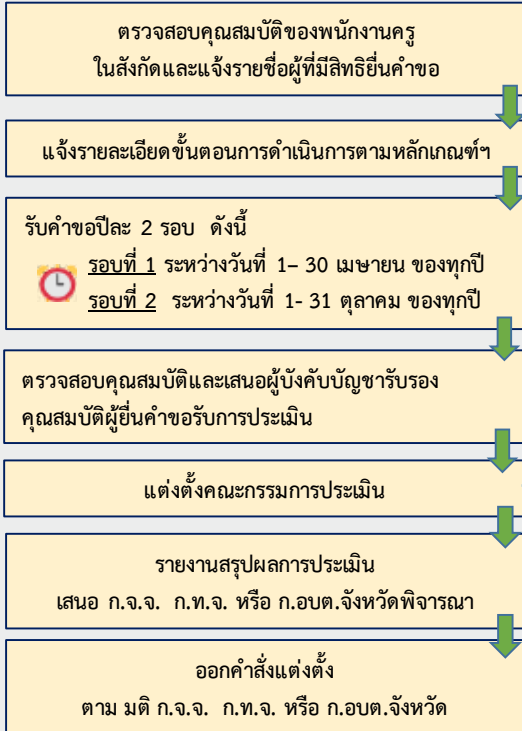 ตรวจสอบคุณสมบัติของพนักงานครู
ในสังกัดและแจ้งรายชื่อผู้ที่มีสิทธิยื่นคำขอ
แจ้งรายละเอียดขั้นตอนการดำเนินการตามหลักเกณฑ์ฯ
รับคำขอปีละ 2 รอบ ดังนี้
รอบที่ 1 ระหว่างวันที่ 1– 30 เมษายน ของทุกปี
รอบที่ 2 ระหว่างวันที่ 1- 31 ตุลาคม ของทุกปี
ตรวจสอบคุณสมบัติและเสนอผู้บังคับบัญชารับรอง
คุณสมบัติผู้ยื่นคำขอรับการประเมิน
แต่งตั้งคณะกรรมการประเมิน
รายงานสรุปผลการประเมิน
เสนอ ก.จ.จ. ก.ท.จ. หรือ ก.อบต.จังหวัดพิจารณา
ออกคำสั่งแต่งตั้ง
ตาม มติ ก.จ.จ. ก.ท.จ. หรือ ก.อบต.จังหวัด